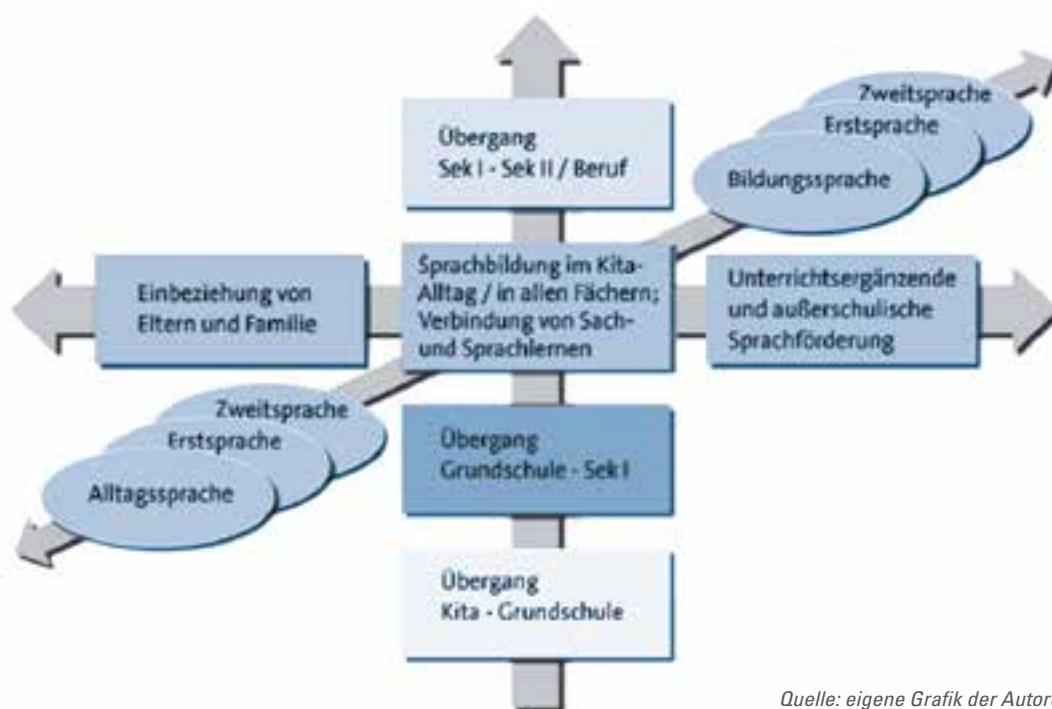 Übergang
Sek I - Sek II / Beruf
Zweitsprache
Erstsprache
Bildungssprache
Einbeziehung von
Eltern und Familie
Sprachbildung im Kita-
Alltag / in allen Fächern;
Verbindung von Sach-
und Sprachlernen
Unterrichtsergänzende
und außerschulische
Sprachförderung
Zweitsprache
Erstsprache
Alltagssprache
Übergang
Grundschule - Sek I
Übergang
Kita - Grundschule
Quelle: eigene Grafik der Autor